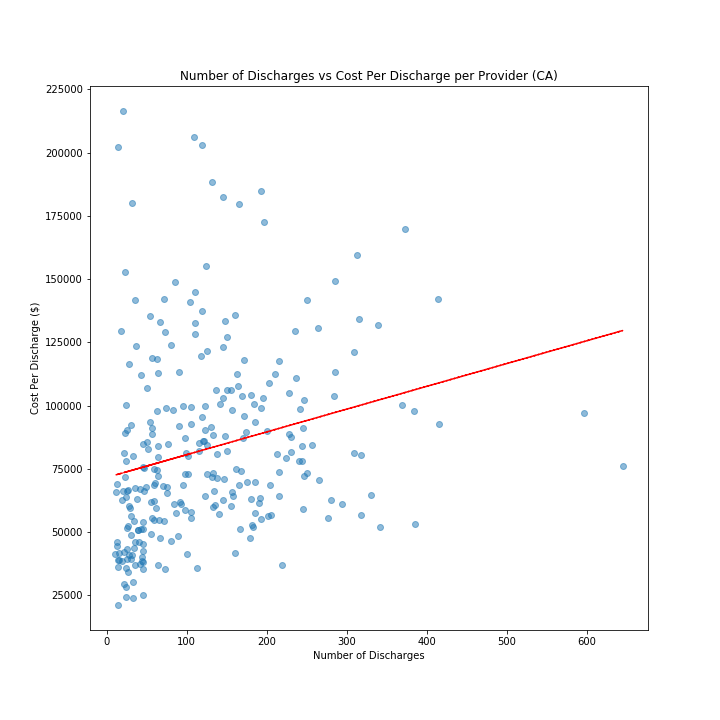 Number of Discharges vs Cost Per Discharge per Provider (CA)
225000
200000
175000
150000
125000
100000
75000
50000
25000
Cost Per Discharge ($)
0 100 200 300 400 500 600
Number of Discharges